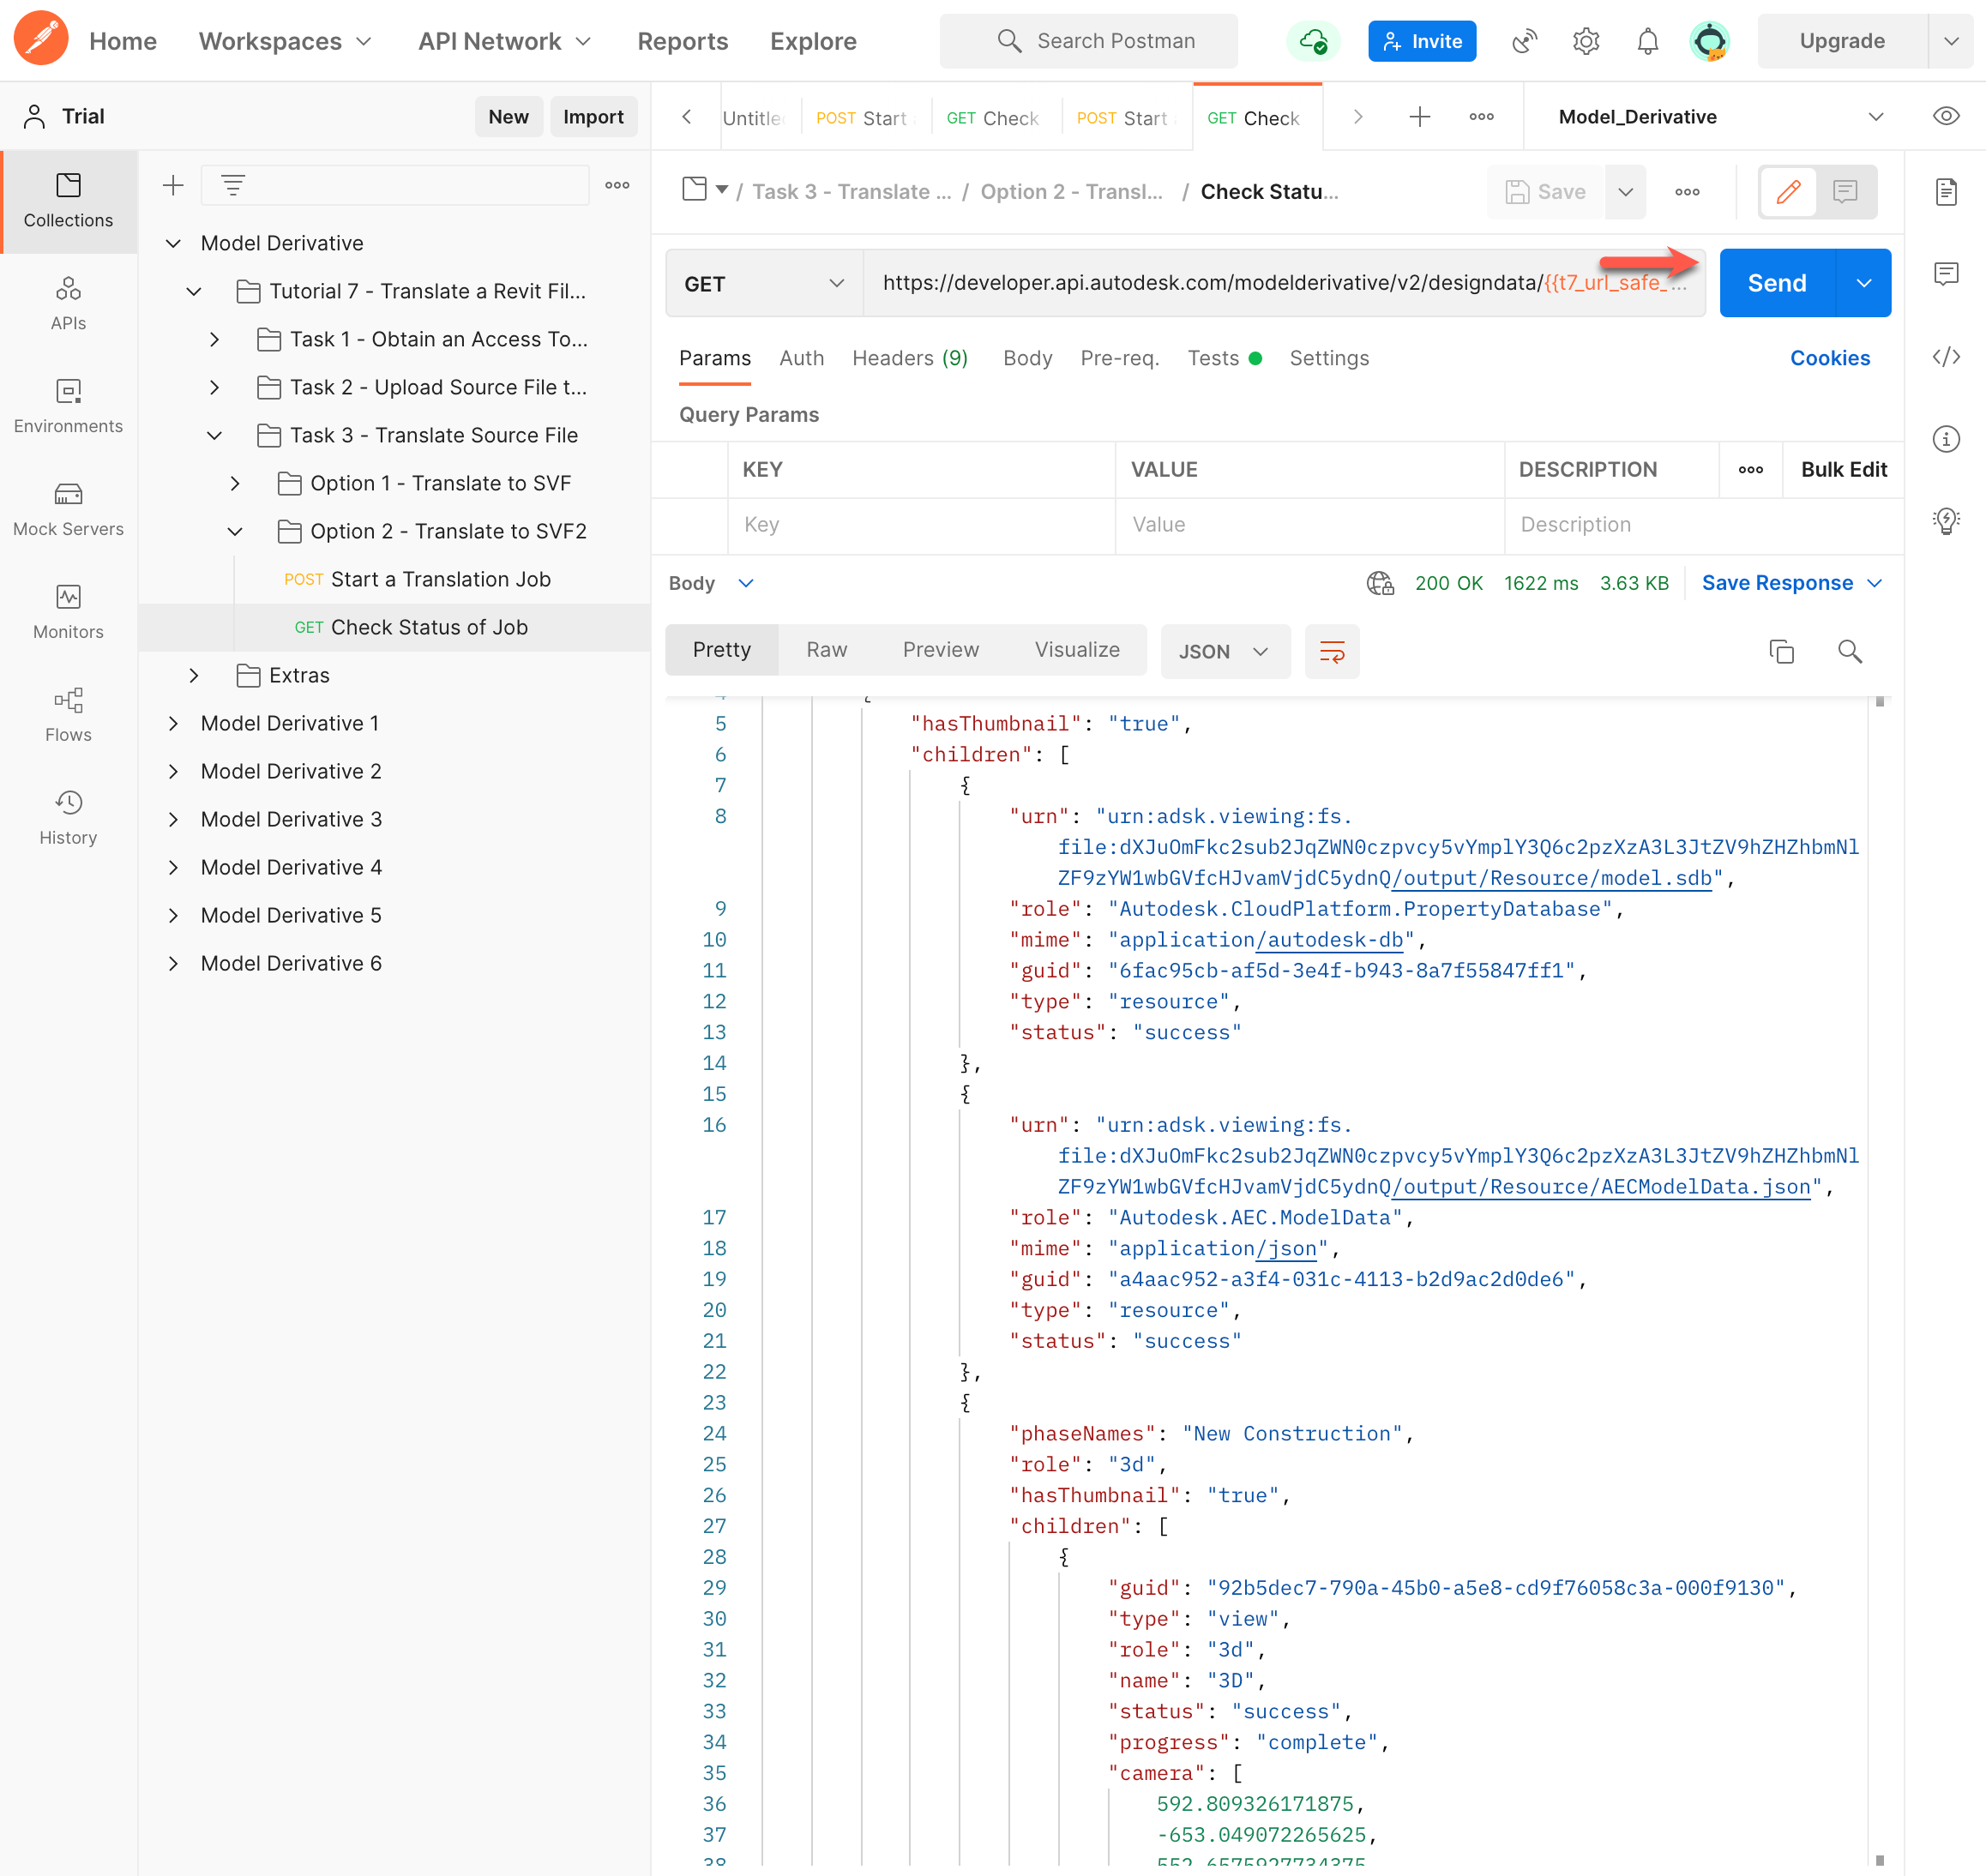 Home Workspaces API Network Reports Explore Search Postman Invite Upgrade
Trial New Import
Untitle POST Start GET Check POST Start GET Check Model_Derivative
Collections
APIs
Environments
Mock Servers
Monitors
Flows
History
Model Derivative
Tutorial 7 - Translate a Revit Fil...
Task 1 - Obtain an Access To...
Task 2 - Upload Source File t...
Task 3 - Translate Source File
Option 1 - Translate to SVF
Option 2 - Translate to SVF2
POST Start a Translation Job
GET Check Status of Job
Extras
Model Derivative 1
Model Derivative 2
Model Derivative 3
Model Derivative 4
Model Derivative 5
Model Derivative 6
/ Task 3 - Translate ... / Option 2 - Transl... / Check Statu... Save
GET https://developer.api.autodesk.com/modelderivative/v2/designdata/{{t7_url_safe_... Send
Params Auth Headers (9) Body Pre-req. Tests Settings Cookies
Query Params
KEY VALUE DESCRIPTION Bulk Edit
Key Value Description
Body 200 OK 1622 ms 3.63 KB Save Response
Pretty Raw Preview Visualize JSON
5 "hasThumbnail": "true",
6 "children": [
7 {
8 "urn": "urn:adsk.viewing:fs.
file:dXJuOmFkc2sub2JqZWN0czpvcy5vYmplY3Q6c2pzXzA3L3JtZV9hZHZhbmNl
ZF9zYW1wbGVfcHJvamVjdC5ydnQ/output/Resource/model.sdb",
9 "role": "Autodesk.CloudPlatform.PropertyDatabase",
10 "mime": "application/autodesk-db",
11 "guid": "6fac95cb-af5d-3e4f-b943-8a7f55847ff1",
12 "type": "resource",
13 "status": "success"
14 },
15 {
16 "urn": "urn:adsk.viewing:fs.
file:dXJuOmFkc2sub2JqZWN0czpvcy5vYmplY3Q6c2pzXzA3L3JtZV9hZHZhbmNl
ZF9zYW1wbGVfcHJvamVjdC5ydnQ/output/Resource/AECModelData.json",
17 "role": "Autodesk.AEC.ModelData",
18 "mime": "application/json",
19 "guid": "a4aac952-a3f4-031c-4113-b2d9ac2d0de6",
20 "type": "resource",
21 "status": "success"
22 },
23 {
24 "phaseNames": "New Construction",
25 "role": "3d",
26 "hasThumbnail": "true",
27 "children": [
28 {
29 "guid": "92b5dec7-790a-45b0-a5e8-cd9f76058c3a-000f9130",
30 "type": "view",
31 "role": "3d",
32 "name": "3D",
33 "status": "success",
34 "progress": "complete",
35 "camera": [
36 592.809326171875,
37 -653.049072265625,
38 552.6575927734375